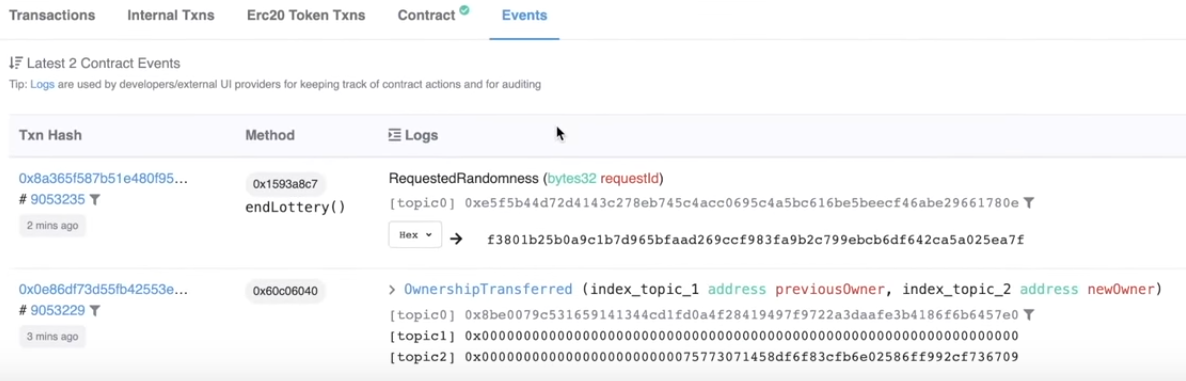 Transactions Internal Txns Erc20 Token Txns Contract Events
Latest 2 Contract Events
Tip: Logs are used by developers/external UI providers for keeping track of contract actions and for auditing
Txn Hash Method Logs
0x8a365f587b51e480f95... 0x1593a8c7 RequestedRandomness (bytes32 requestId)
# 9053235 endLottery() [topic0] 0xe5f5b44d72d4143c278eb745c4acc0695c4a5bc616be5beecf46abe29661780e
2 mins ago Hex → f3801b25b0a9c1b7d965bfaad269ccf983fa9b2c799ebcb6df642ca5a025ea7f
0x0e86df73d55fb42553e... 0x60c06040 > OwnershipTransferred (index_topic_1 address previousOwner, index_topic_2 address newOwner)
# 9053229 [topic0] 0x8be0079c531659141344cd1fd0a4f28419497f9722a3daafe3b4186f6b6457e0
3 mins ago [topic1] 0x0000000000000000000000000000000000000000000000000000000000000000
[topic2] 0x00000000000000000000000075773071458df6f83cfb6e02586ff992cf736709